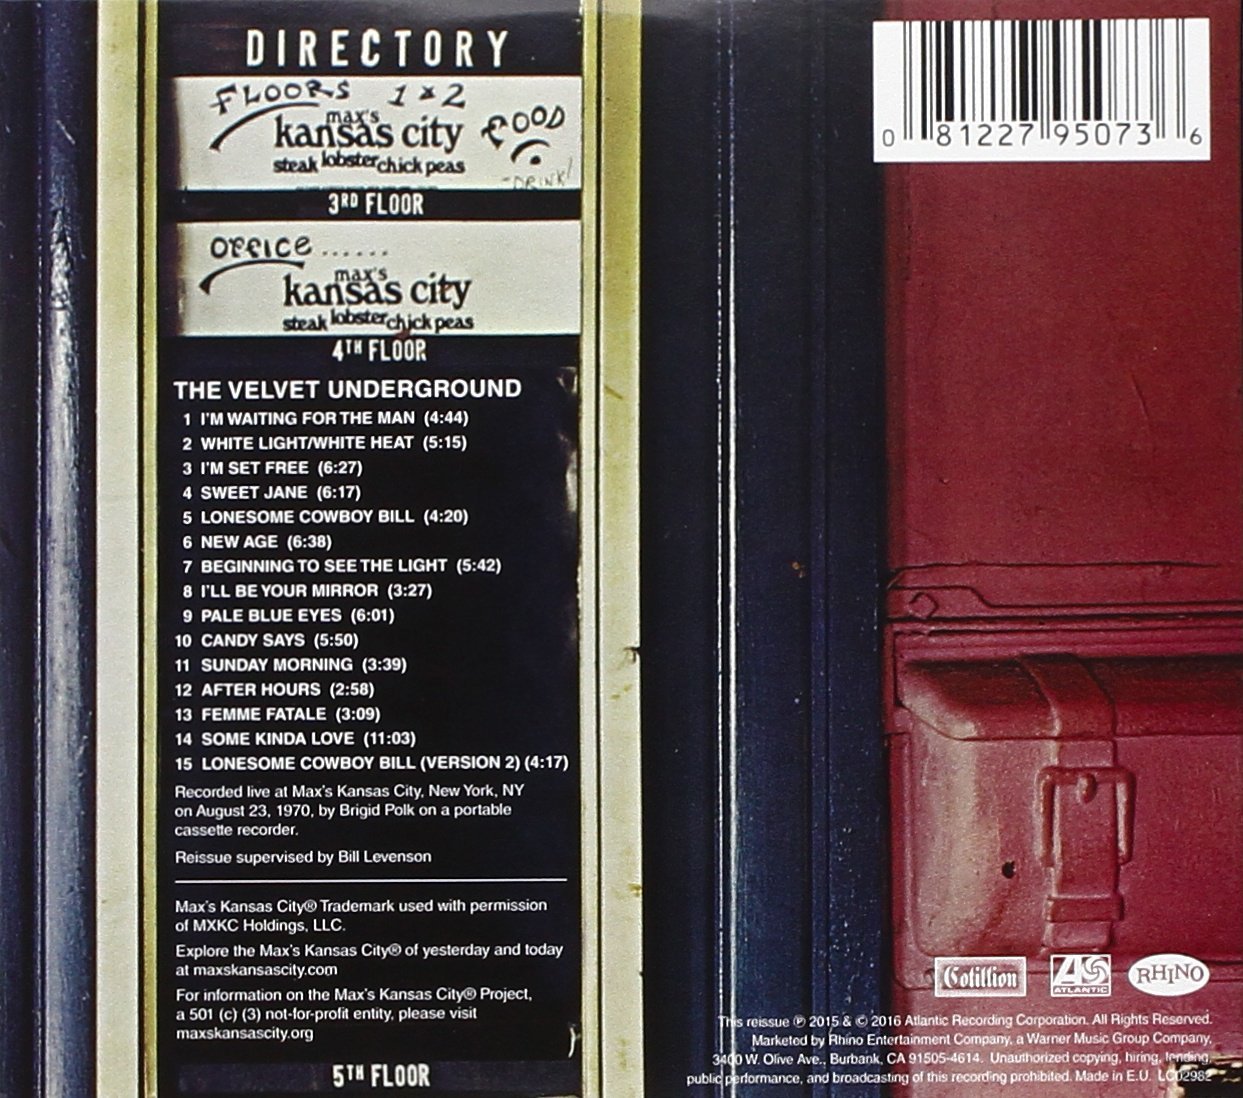 DIRECTORY
FLOORS 1 & 2
max's
kansas city
steak lobster chick peas
FOOD
-DRINK!
3RD FLOOR
OFFICE......
max's
kansas city
steak lobster chick peas
4TH FLOOR
THE VELVET UNDERGROUND
1 I'M WAITING FOR THE MAN (4:44)
2 WHITE LIGHT/WHITE HEAT (5:15)
3 I'M SET FREE (6:27)
4 SWEET JANE (6:17)
5 LONESOME COWBOY BILL (4:20)
6 NEW AGE (6:38)
7 BEGINNING TO SEE THE LIGHT (5:42)
8 I'LL BE YOUR MIRROR (3:27)
9 PALE BLUE EYES (6:01)
10 CANDY SAYS (5:50)
11 SUNDAY MORNING (3:39)
12 AFTER HOURS (2:58)
13 FEMME FATALE (3:09)
14 SOME KINDA LOVE (11:03)
15 LONESOME COWBOY BILL (VERSION 2) (4:17)
Recorded live at Max's Kansas City, New York, NY
on August 23, 1970, by Brigid Polk on a portable
cassette recorder.
Reissue supervised by Bill Levenson
Max's Kansas City® Trademark used with permission
of MXKC Holdings, LLC.
Explore the Max's Kansas City® of yesterday and today
at maxskansascity.com
For information on the Max's Kansas City® Project,
a 501 (c) (3) not-for-profit entity, please visit
maxskansascity.org
5TH FLOOR
0 81227 95073 6
Cotillion
ATLANTIC
RHINO
This reissue ℗ 2015 & © 2016 Atlantic Recording Corporation. All Rights Reserved.
Marketed by Rhino Entertainment Company, a Warner Music Group Company,
3400 W. Olive Ave., Burbank, CA 91505-4614. Unauthorized copying, hiring, lending,
public performance, and broadcasting of this recording prohibited. Made in E.U. LC02982